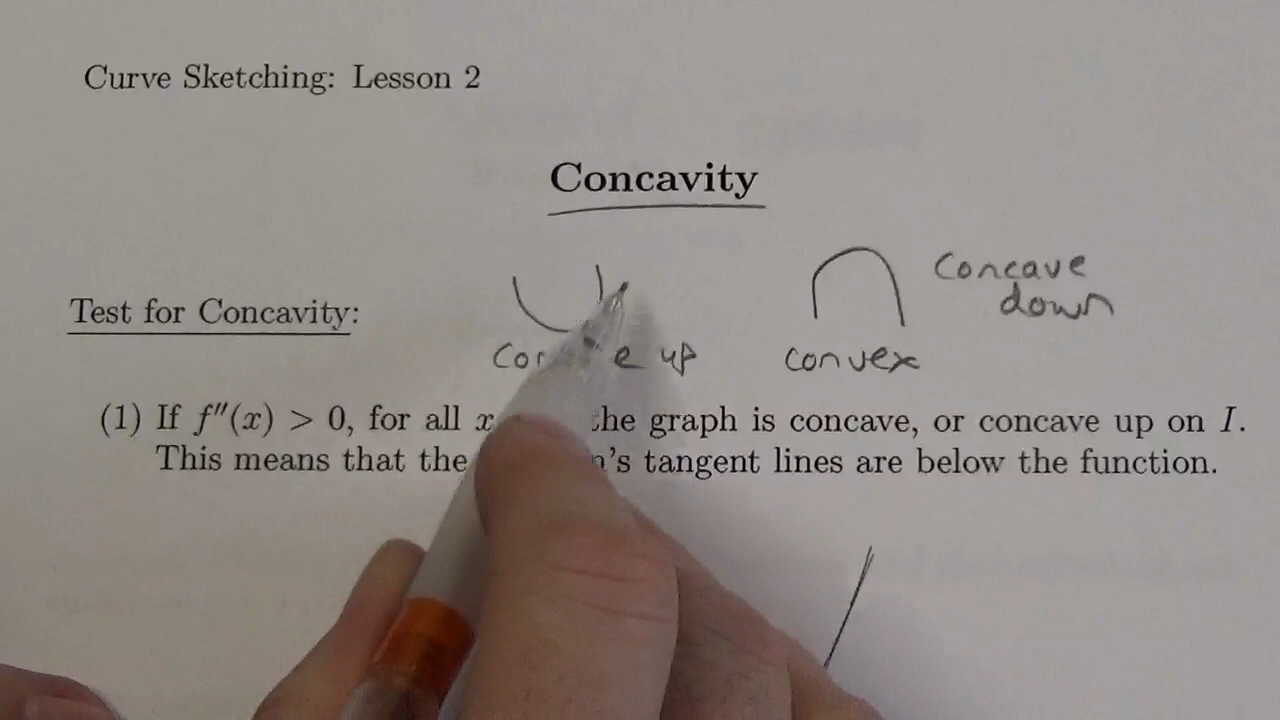 Curve Sketching: Lesson 2
Concavity
Concave
down
Test for Concavity:
up convex
(1) If f″(x) > 0, for all x the graph is concave, or concave up on I.
This means that the tangent lines are below the function.